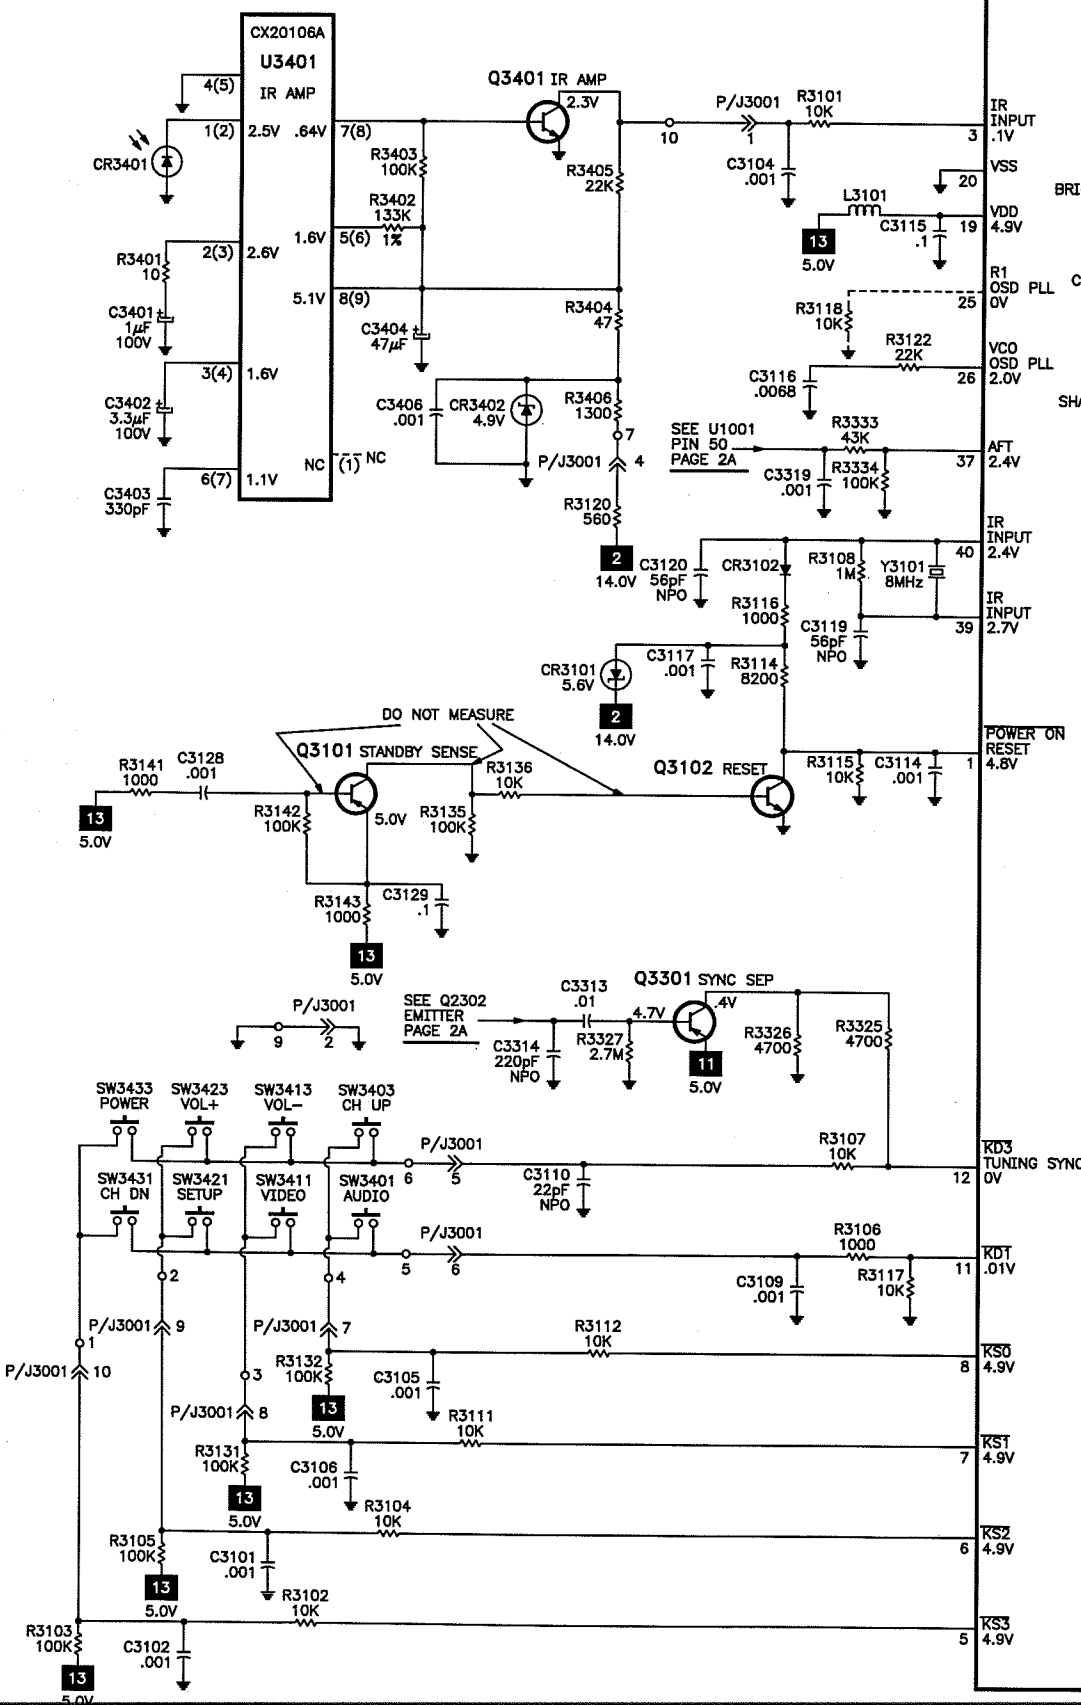 CX20106A
U3401
IR AMP
4(5)
1(2) 2.5V .64V 7(8)
CR3401
R3403
100K
R3402
133K
1%
1.6V 5(6)
2(3) 2.6V
R3401
10
5.1V 8(9)
C3401 +
1µF
100V
C3404 +
47µF
3(4) 1.6V
C3402 +
3.3µF
100V
NC (1) NC
6(7) 1.1V
C3403
330pF
Q3401 IR AMP
2.3V
R3405
22K
10
P/J3001
1
R3101
10K
C3104
.001
IR
INPUT
3 .1V
VSS
20
BRI
L3101
13
5.0V
C3115
.1
VDD
19 4.9V
R1
OSD PLL
25 0V
C
R3118
10K
R3404
47
R3122
22K
VCO
OSD PLL
26 2.0V
C3116
.0068
SHA
C3406
.001
CR3402
4.9V
R3406
1300
7
P/J3001 4
R3120
560
2
14.0V
SEE U1001
PIN 50
PAGE 2A
R3333
43K
C3319
.001
R3334
100K
AFT
37 2.4V
IR
INPUT
40 2.4V
C3120
56pF
NPO
CR3102
R3108
1M
Y3101
8MHz
R3116
1000
IR
INPUT
39 2.7V
C3119
56pF
NPO
CR3101
5.6V
C3117
.001
R3114
8200
2
14.0V
DO NOT MEASURE
Q3101 STANDBY SENSE
Q3102 RESET
POWER ON
RESET
1 4.8V
R3115
10K
C3114
.001
R3141
1000
C3128
.001
R3136
10K
13
5.0V
R3142
100K
5.0V
R3135
100K
R3143
1000
C3129
.1
13
5.0V
Q3301 SYNC SEP
C3313
.01
4.7V
.4V
SEE Q2302
EMITTER
PAGE 2A
C3314
220pF
NPO
R3327
2.7M
11
5.0V
R3326
4700
R3325
4700
P/J3001
9 2
SW3433
POWER
SW3423
VOL+
SW3413
VOL–
SW3403
CH UP
P/J3001
6 5
C3110
22pF
NPO
R3107
10K
KD3
TUNING SYNC
12 0V
SW3431
CH DN
SW3421
SETUP
SW3411
VIDEO
SW3401
AUDIO
P/J3001
5 6
R3106
1000
C3109
.001
R3117
10K
KD1
11 .01V
2
4
P/J3001 9
P/J3001 7
1
P/J3001 10
R3132
100K
13
5.0V
C3105
.001
R3112
10K
KS0
8 4.9V
3
P/J3001 8
R3131
100K
13
5.0V
C3106
.001
R3111
10K
KS1
7 4.9V
R3105
100K
13
5.0V
C3101
.001
R3104
10K
KS2
6 4.9V
R3103
100K
13
5.0V
C3102
.001
R3102
10K
KS3
5 4.9V